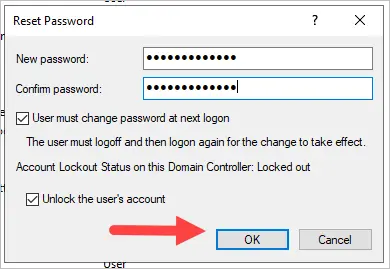 Reset Password
New password: •••••••••••••
Confirm password: •••••••••••••
User must change password at next logon
The user must logoff and then logon again for the change to take effect.
Account Lockout Status on this Domain Controller: Locked out
Unlock the user's account
OK Cancel
User